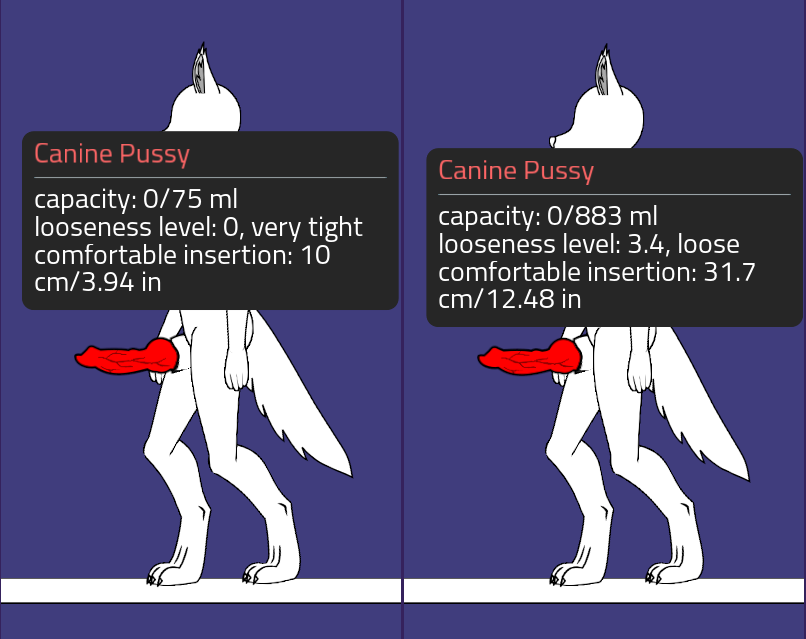 Canine Pussy
capacity: 0/75 ml
looseness level: 0, very tight
comfortable insertion: 10
cm/3.94 in
Canine Pussy
capacity: 0/883 ml
looseness level: 3.4, loose
comfortable insertion: 31.7
cm/12.48 in